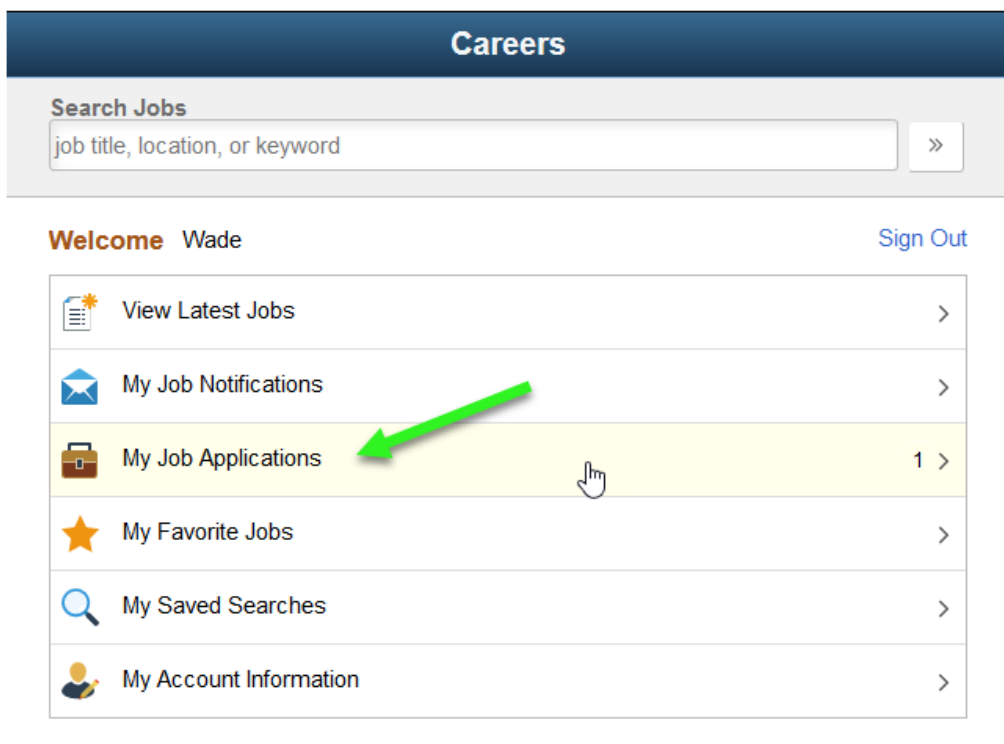 Careers
Search Jobs
job title, location, or keyword
»
Welcome Wade Sign Out
View Latest Jobs
My Job Notifications
My Job Applications 1
My Favorite Jobs
My Saved Searches
My Account Information